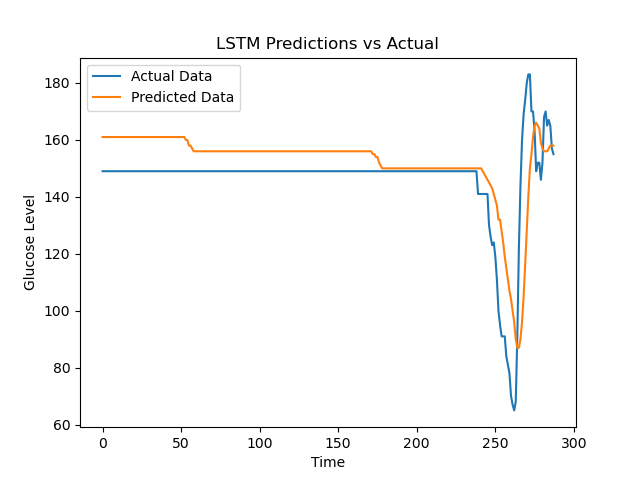 LSTM Predictions vs Actual
Actual Data
Predicted Data
180
160
140
120
100
80
60
Glucose Level
0 50 100 150 200 250 300
Time